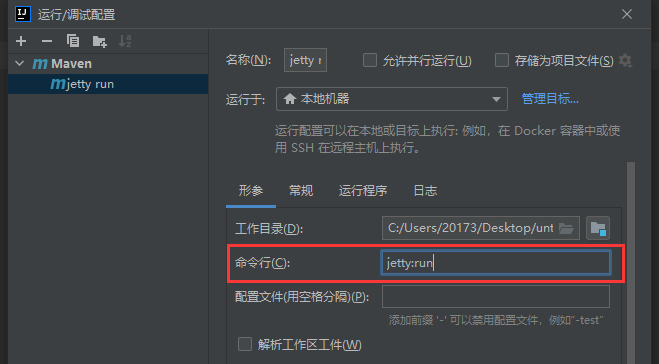 运行/调试配置
Maven
jetty run
名称(N): jetty r 允许并行运行(U) 存储为项目文件(S)
运行于: 本地机器 管理目标...
运行配置可以在本地或目标上执行: 例如，在 Docker 容器中或使
用 SSH 在远程主机上执行。
形参 常规 运行程序 日志
工作目录(D): C:/Users/20173/Desktop/unt
命令行(C): jetty:run
配置文件(用空格分隔)(P):
添加前缀 '-' 可以禁用配置文件，例如"-test"
解析工作区工件(W)